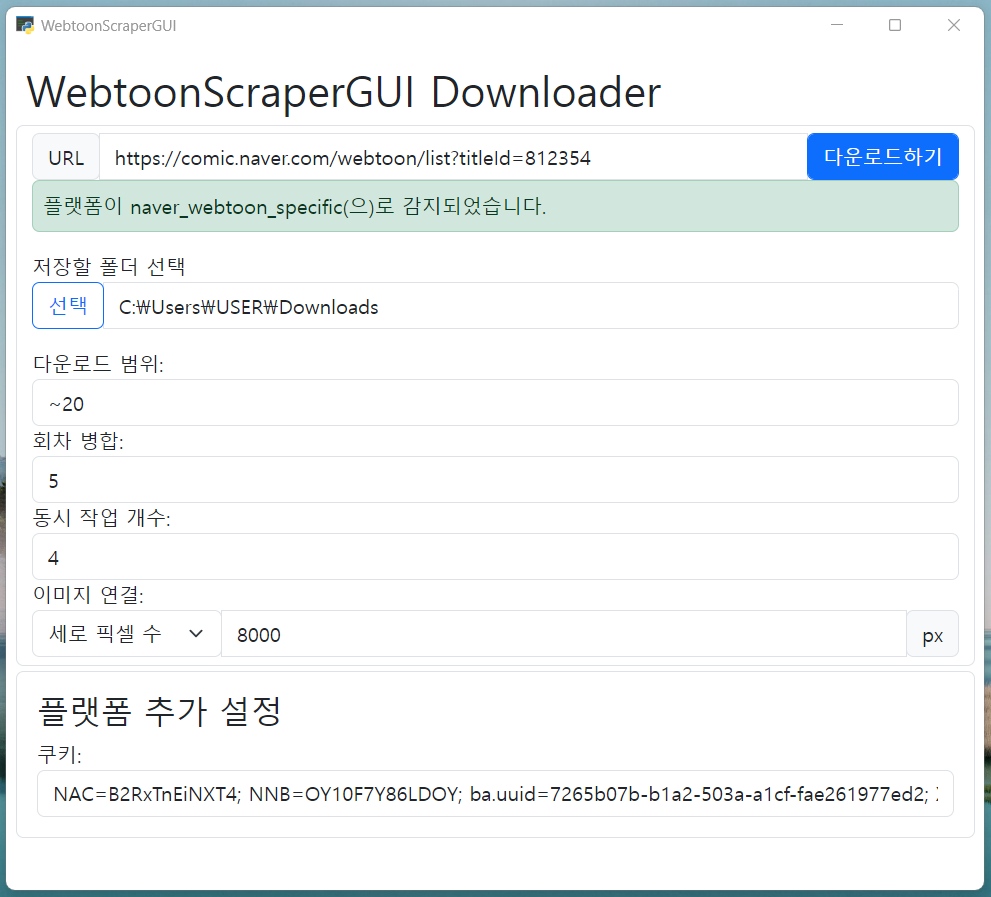 WebtoonScraperGUI
WebtoonScraperGUI Downloader
URL https://comic.naver.com/webtoon/list?titleId=812354 다운로드하기
플랫폼이 naver_webtoon_specific(으)로 감지되었습니다.
저장할 폴더 선택
선택 C:₩Users₩USER₩Downloads
다운로드 범위:
~20
회차 병합:
5
동시 작업 개수:
4
이미지 연결:
세로 픽셀 수 8000 px
플랫폼 추가 설정
쿠키:
NAC=B2RxTnEiNXT4; NNB=OY10F7Y86LDOY; ba.uuid=7265b07b-b1a2-503a-a1cf-fae261977ed2;